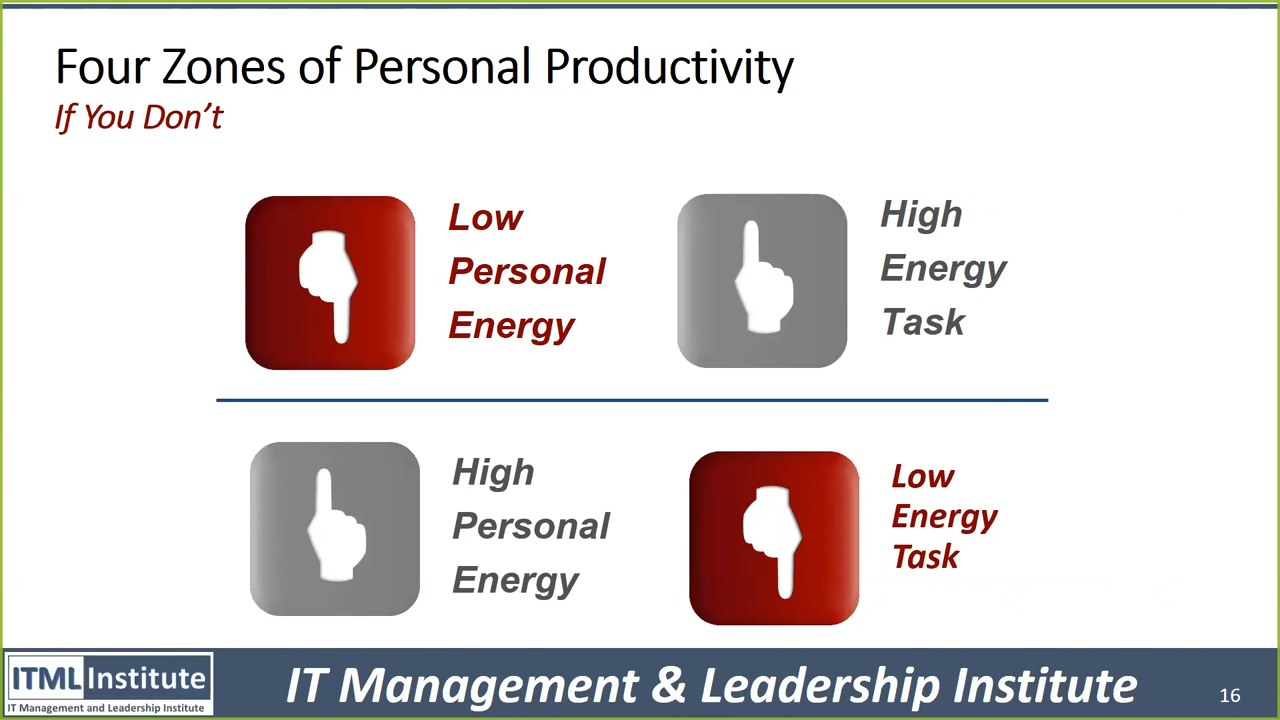 Four Zones of Personal Productivity
If You Don't
Low
Personal
Energy
High
Energy
Task
High
Personal
Energy
Low
Energy
Task
ITML Institute
IT Management and Leadership Institute
IT Management & Leadership Institute
16